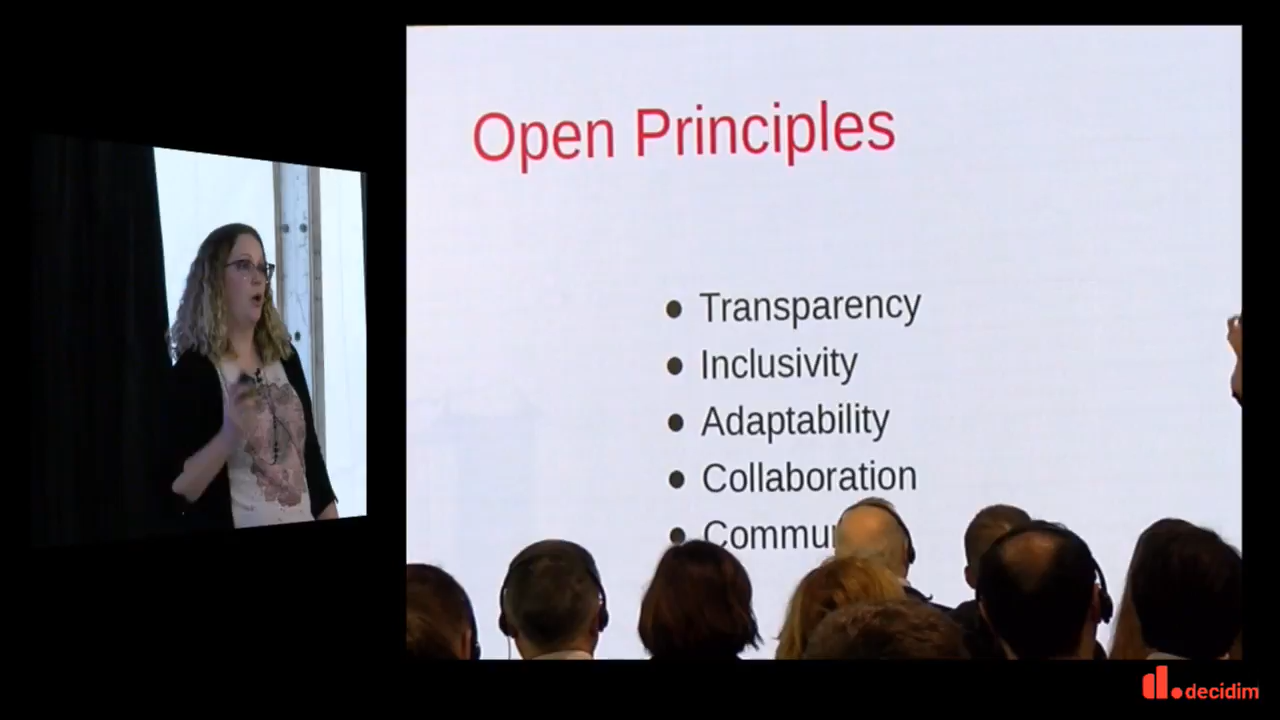 Open Principles
• Transparency
• Inclusivity
• Adaptability
• Collaboration
decidim